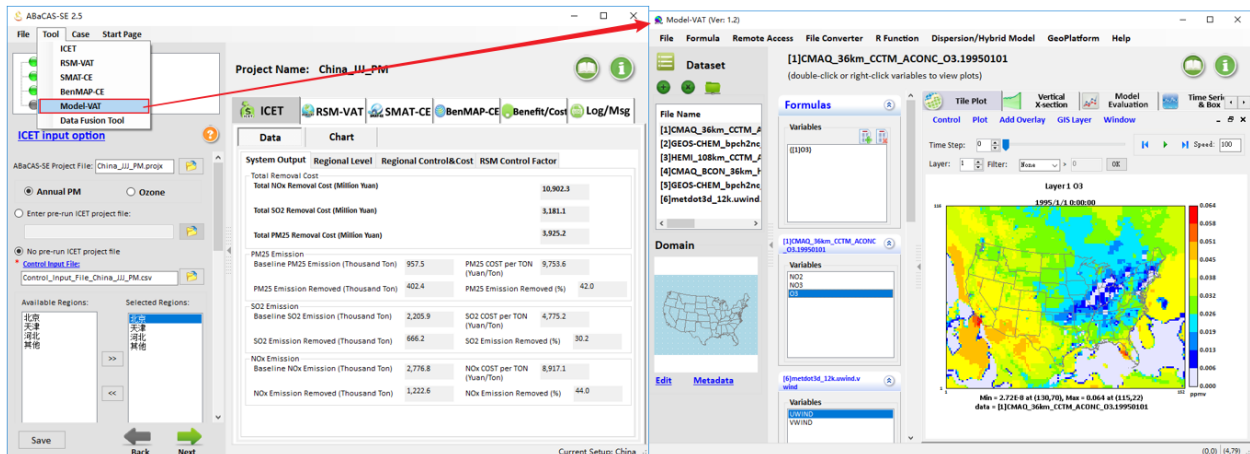 ABaCAS-SE 2.5
File Tool Case Start Page
ICET
RSM-VAT
SMAT-CE
BenMAP-CE
Model-VAT
Data Fusion Tool
ICET input option
ABaCAS-SE Project File: China_JJJ_PM.projx
Annual PM Ozone
Enter pre-run ICET project file:
No pre-run ICET project file
* Control Input File:
Control_Input_File_China_JJJ_PM.csv
Available Regions: Selected Regions:
北京 北京
天津 天津
河北 河北
其他 其他
>>
<<
Save
Back Next
Project Name: China_JJJ_PM
ICET RSM-VAT SMAT-CE BenMAP-CE Benefit/Cost Log/Msg
Data Chart
System Output Regional Level Regional Control&Cost RSM Control Factor
Total Removal Cost
Total NOx Removal Cost (Million Yuan) 10,902.3
Total SO2 Removal Cost (Million Yuan) 3,181.1
Total PM25 Removal Cost (Million Yuan) 3,925.2
PM25 Emission
Baseline PM25 Emission (Thousand Ton) 957.5 PM25 COST per TON (Yuan/Ton) 9,753.6
PM25 Emission Removed (Thousand Ton) 402.4 PM25 Emission Removed (%) 42.0
SO2 Emission
Baseline SO2 Emission (Thousand Ton) 2,205.9 SO2 COST per TON (Yuan/Ton) 4,775.2
SO2 Emission Removed (Thousand Ton) 666.2 SO2 Emission Removed (%) 30.2
NOx Emission
Baseline NOx Emission (Thousand Ton) 2,776.8 NOx COST per TON (Yuan/Ton) 8,917.1
NOx Emission Removed (Thousand Ton) 1,222.6 NOx Emission Removed (%) 44.0
Current Setup: China
Model-VAT (Ver: 1.2)
File Formula Remote Access File Converter R Function Dispersion/Hybrid Model GeoPlatform Help
Dataset
File Name
[1]CMAQ_36km_CCTM_A
[2]GEOS-CHEM_bpch2nc
[3]HEMI_108km_CCTM_A
[4]CMAQ_BCON_36km_h
[5]GEOS-CHEM_bpch2nc
[6]metdot3d_12k.uwind.
Domain
Edit Metadata
[1]CMAQ_36km_CCTM_ACONC_O3.19950101
(double-click or right-click variables to view plots)
Formulas
Variables
([1]O3)
[1]CMAQ_36km_CCTM_ACONC
_O3.19950101
Variables
NO2
NO3
O3
[6]metdot3d_12k.uwind.v
wind
Variables
UWIND
VWIND
Tile Plot Vertical X-section Model Evaluation Time Seri & Box
Control Plot Add Overlay GIS Layer Window
Time Step: 0 Speed: 100
Layer: 1 Filter: None > 0 OK
Layer 1 O3
1995/1/1 0:00:00
0.064
0.058
0.051
0.045
0.038
0.032
0.026
0.019
0.013
0.006
0.000
ppmv
Min = 2.72E-8 at (130,70), Max = 0.064 at (115,22)
data = [1]CMAQ_36km_CCTM_ACONC_O3.19950101
(0.0) (4,79)